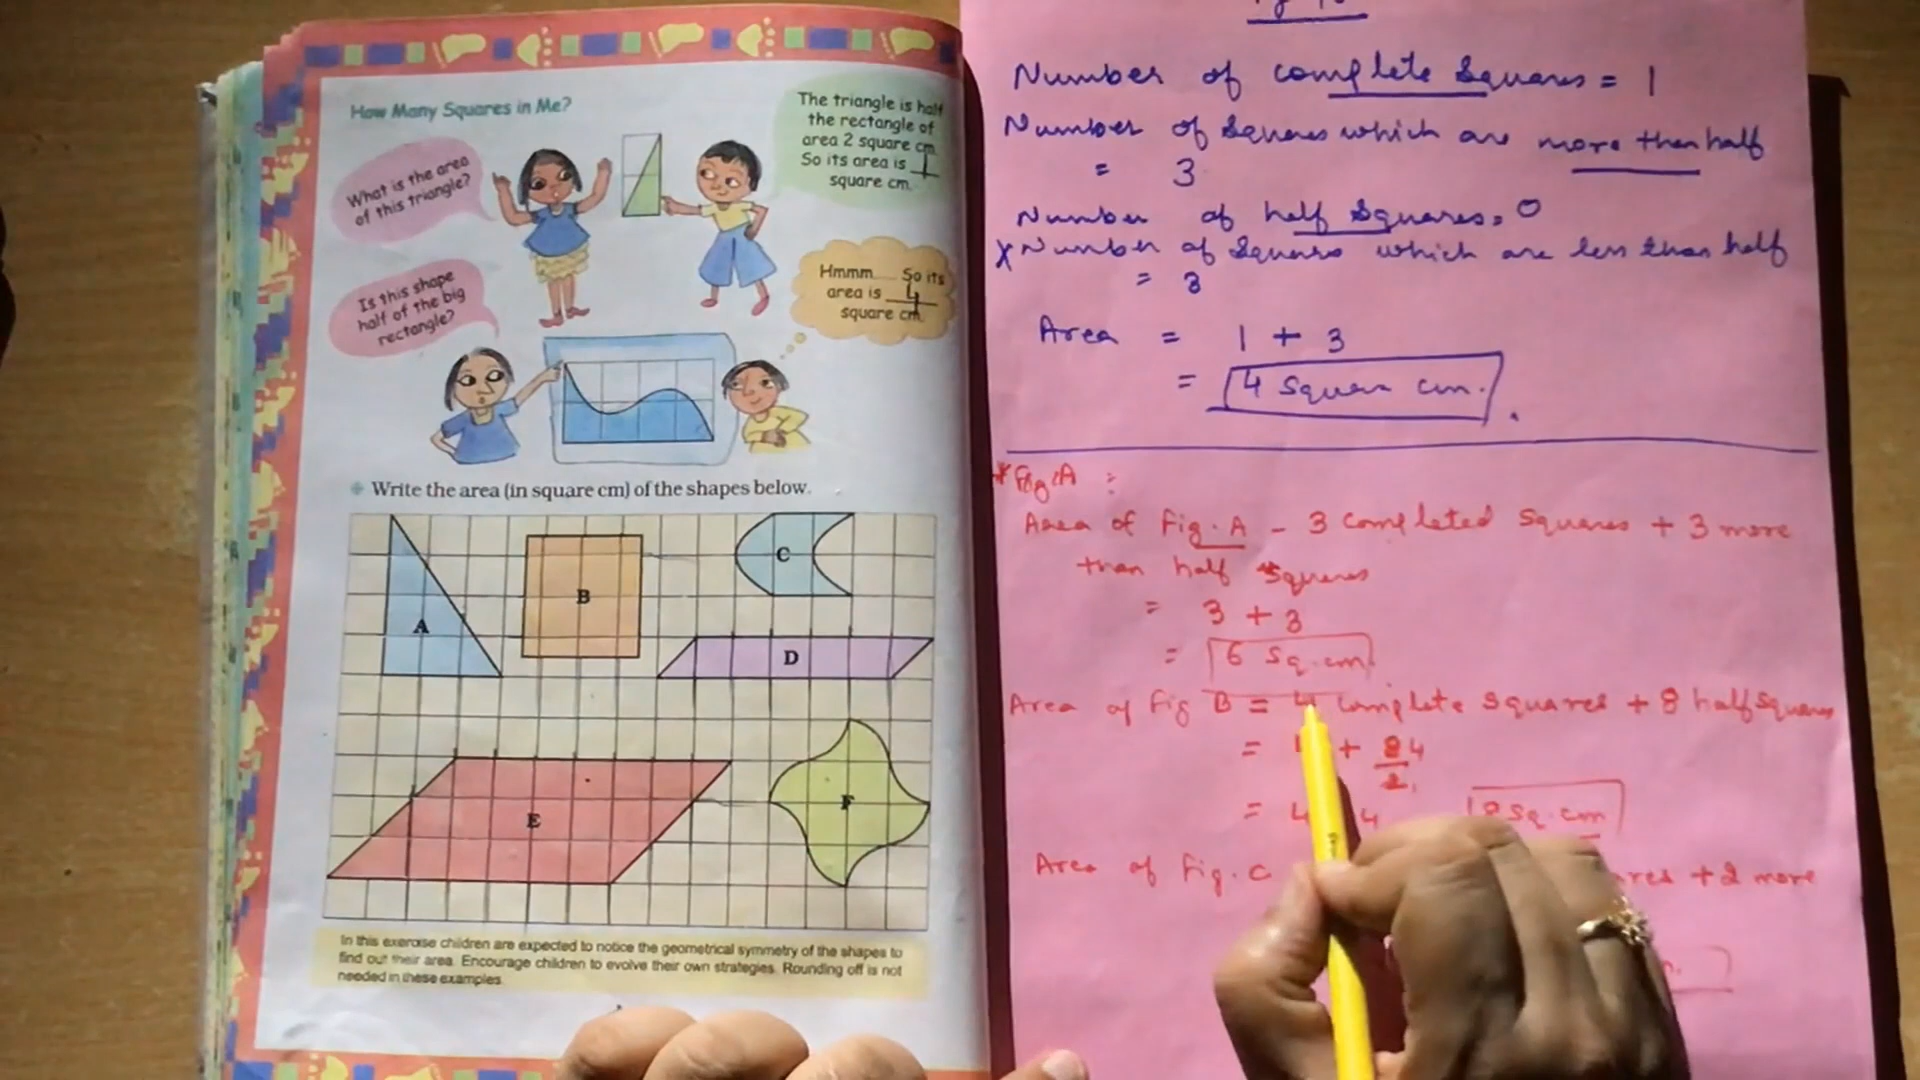 How Many Squares in Me?
What is the area
of this triangle?
The triangle is half
the rectangle of
area 2 square cm.
So its area is 1
square cm.
Is this shape
half of the big
rectangle?
Hmmm... So its
area is 4
square cm.
Write the area (in square cm) of the shapes below.
A
B
C
D
E
F
In this exercise children are expected to notice the geometrical symmetry of the shapes to
find out their area. Encourage children to evolve their own strategies. Rounding off is not
needed in these examples.
Number of complete Squares = 1
Number of Squares which are more than half
= 3
Number of half Squares = 0
x Number of Squares which are less than half
= 3
Area = 1 + 3
= 4 Square cm.
* Fig A :
Area of Fig. A - 3 completed Squares + 3 more
than half Squares
= 3 + 3
= 6 Sq. cm.
Area of Fig B = 4 complete Squares + 8 half Squares
= + 8 4
2
= 4 4 8 Sq. cm
Area of Fig. C + 2 more